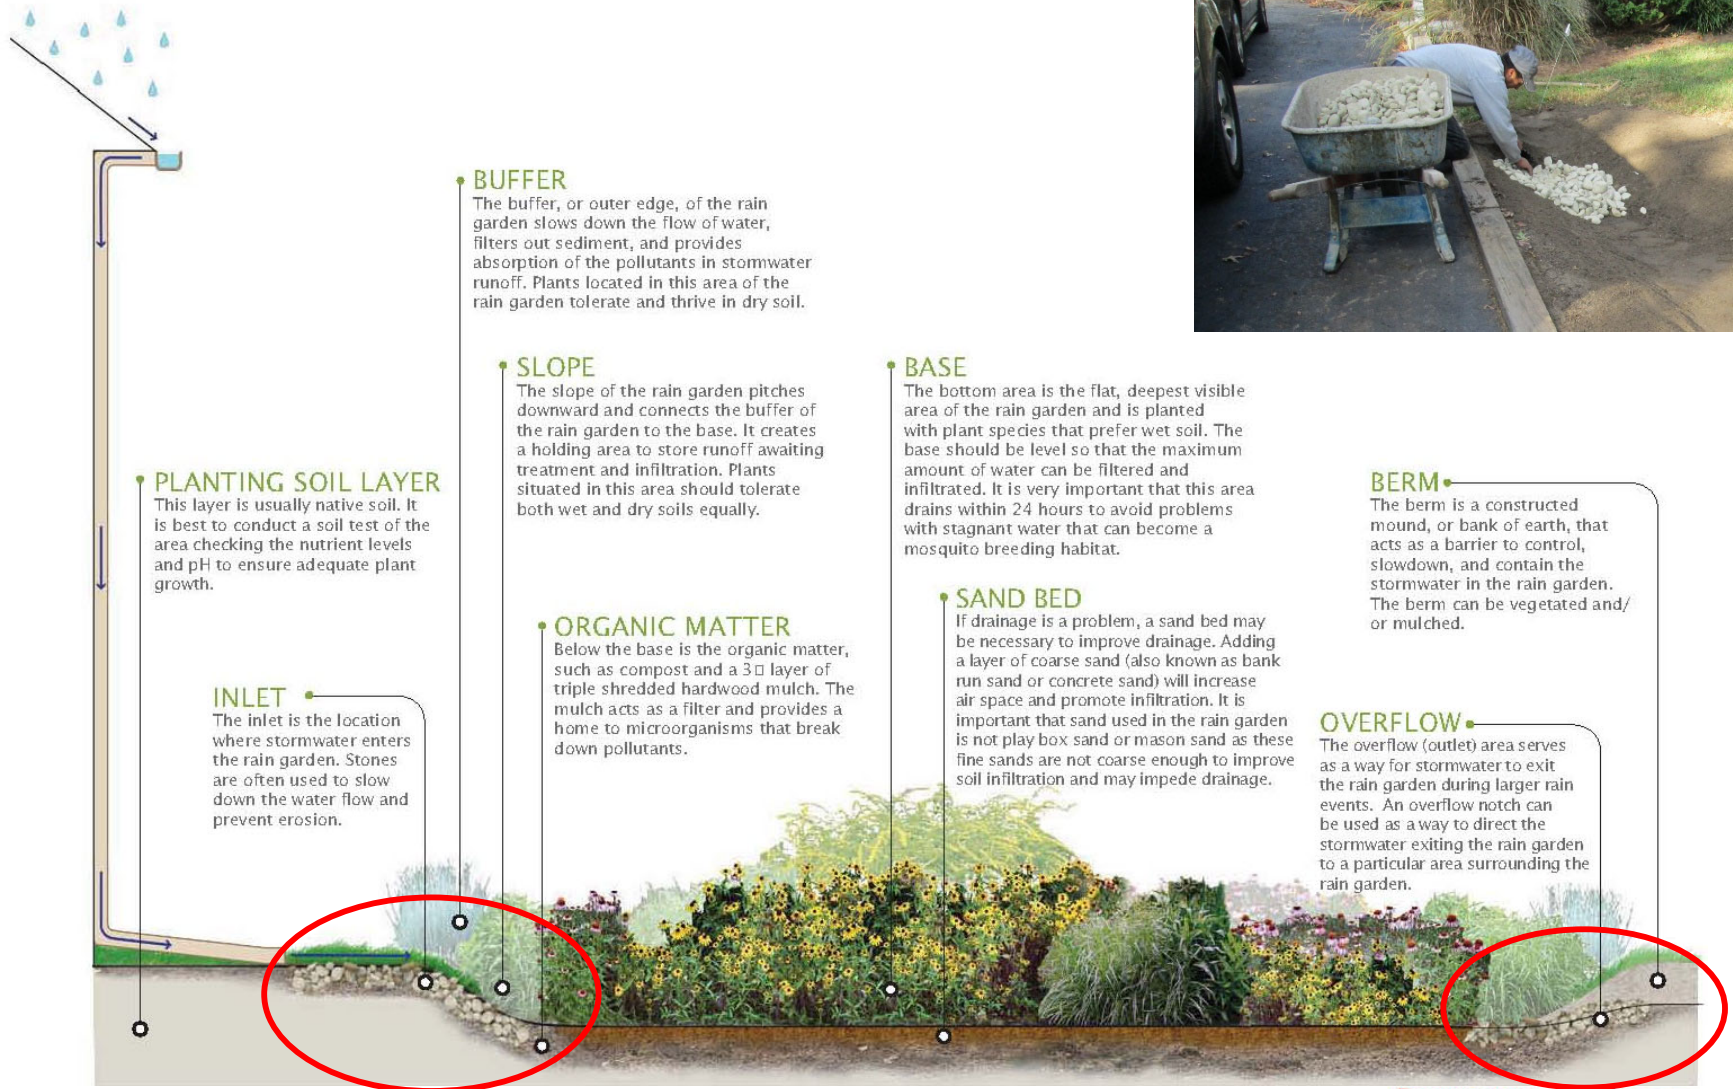 BUFFER
The buffer, or outer edge, of the rain
garden slows down the flow of water,
filters out sediment, and provides
absorption of the pollutants in stormwater
runoff. Plants located in this area of the
rain garden tolerate and thrive in dry soil.
SLOPE
The slope of the rain garden pitches
downward and connects the buffer of
the rain garden to the base. It creates
a holding area to store runoff awaiting
treatment and infiltration. Plants
situated in this area should tolerate
both wet and dry soils equally.
BASE
The bottom area is the flat, deepest visible
area of the rain garden and is planted
with plant species that prefer wet soil. The
base should be level so that the maximum
amount of water can be filtered and
infiltrated. It is very important that this area
drains within 24 hours to avoid problems
with stagnant water that can become a
mosquito breeding habitat.
PLANTING SOIL LAYER
This layer is usually native soil. It
is best to conduct a soil test of the
area checking the nutrient levels
and pH to ensure adequate plant
growth.
BERM
The berm is a constructed
mound, or bank of earth, that
acts as a barrier to control,
slowdown, and contain the
stormwater in the rain garden.
The berm can be vegetated and/
or mulched.
ORGANIC MATTER
Below the base is the organic matter,
such as compost and a 3□ layer of
triple shredded hardwood mulch. The
mulch acts as a filter and provides a
home to microorganisms that break
down pollutants.
SAND BED
If drainage is a problem, a sand bed may
be necessary to improve drainage. Adding
a layer of coarse sand (also known as bank
run sand or concrete sand) will increase
air space and promote infiltration. It is
important that sand used in the rain garden
is not play box sand or mason sand as these
fine sands are not coarse enough to improve
soil infiltration and may impede drainage.
INLET
The inlet is the location
where stormwater enters
the rain garden. Stones
are often used to slow
down the water flow and
prevent erosion.
OVERFLOW
The overflow (outlet) area serves
as a way for stormwater to exit
the rain garden during larger rain
events. An overflow notch can
be used as a way to direct the
stormwater exiting the rain garden
to a particular area surrounding the
rain garden.